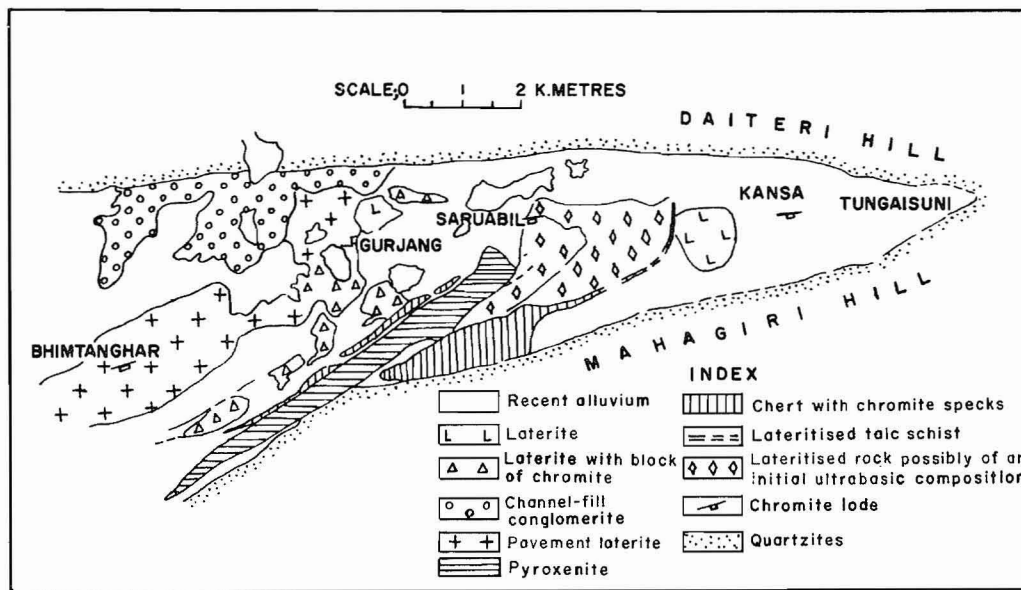 SCALE; 0 1 2 K.METRES
DAITERI HILL
KANSA
TUNGAISUNI
SARUABIL
GURJANG
BHIMTANGHAR
MAHAGIRI HILL
INDEX
Recent alluvium
L L Laterite
Laterite with block
of chromite
Channel-fill
conglomerite
Pavement laterite
Pyroxenite
Chert with chromite specks
Lateritised talc schist
Lateritised rock possibly of an
initial ultrabasic composition
Chromite lode
Quartzites